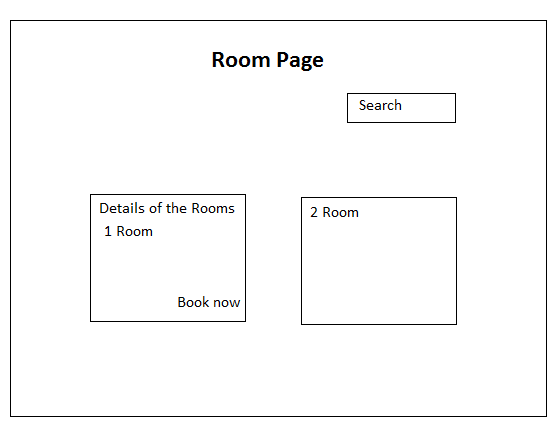 Room Page
Search
Details of the Rooms
1 Room
Book now
2 Room